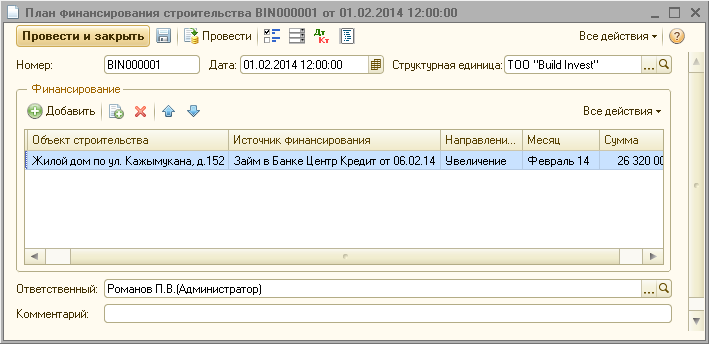 План финансирования строительства BIN000001 от 01.02.2014 12:00:00
Провести и закрыть Провести Дт Кт Все действия ?
Номер: BIN000001 Дата: 01.02.2014 12:00:00 Структурная единица: ТОО "Build Invest" ...
Финансирование
Добавить Все действия
Объект строительства Источник финансирования Направлени... Месяц Сумма
Жилой дом по ул. Кажымукана, д.152 Займ в Банке Центр Кредит от 06.02.14 Увеличение Февраль 14 26 320 00
Ответственный: Романов П.В.(Администратор) ...
Комментарий: